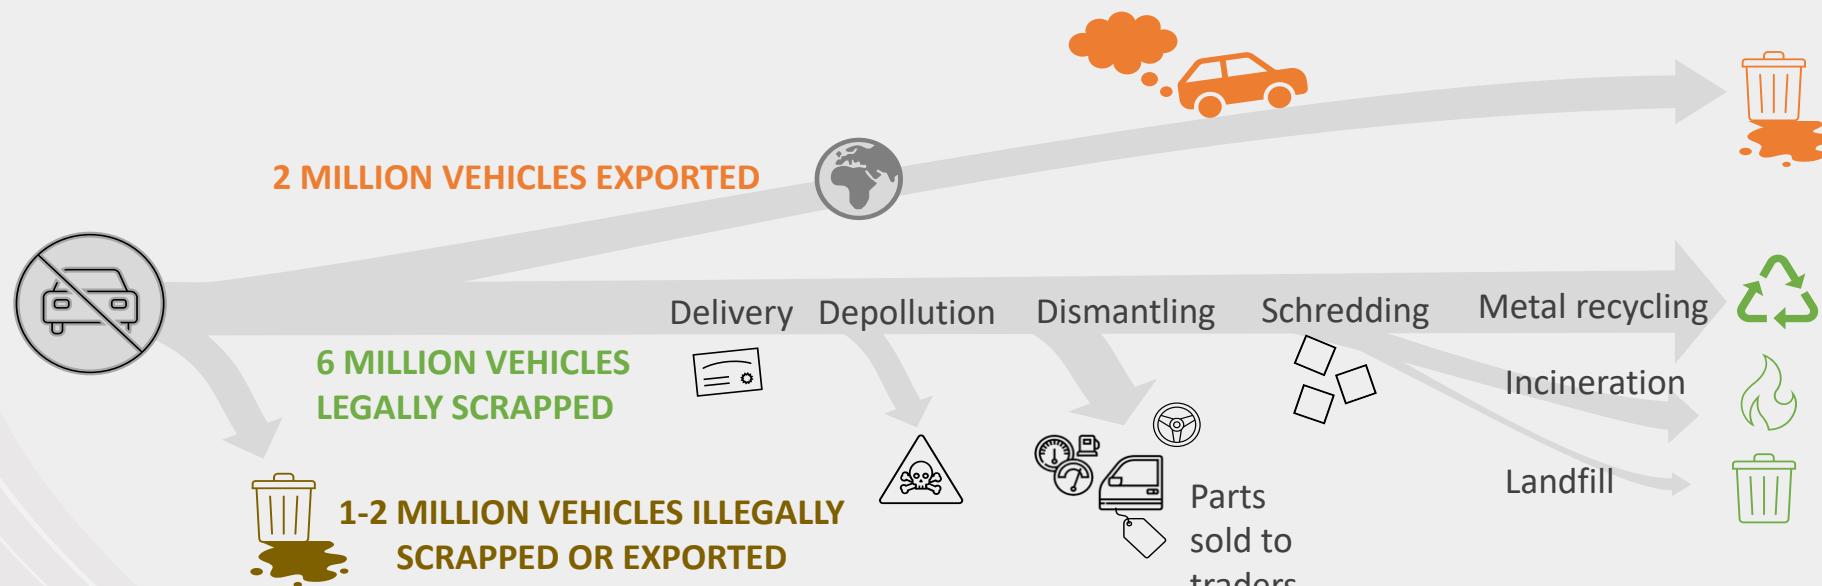 2 MILLION VEHICLES EXPORTED
Delivery
Depollution
Dismantling
Schredding
Metal recycling
6 MILLION VEHICLES
LEGALLY SCRAPPED
Incineration
Landfill
1-2 MILLION VEHICLES ILLEGALLY
SCRAPPED OR EXPORTED
Parts
sold to
traders